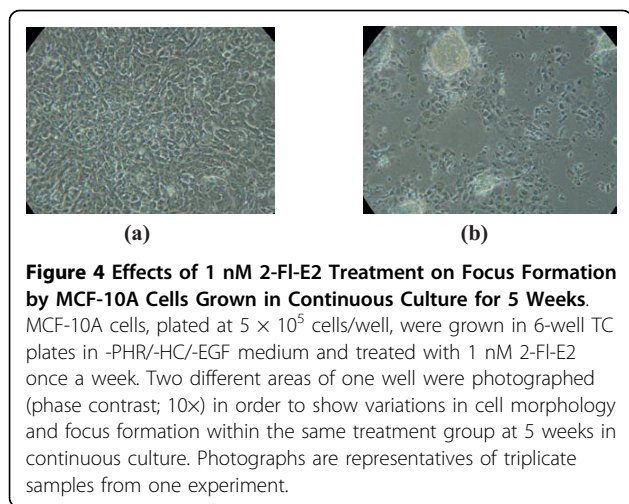 (a) (b)
Figure 4 Effects of 1 nM 2-Fl-E2 Treatment on Focus Formation
by MCF-10A Cells Grown in Continuous Culture for 5 Weeks.
MCF-10A cells, plated at 5 × 10⁵ cells/well, were grown in 6-well TC
plates in -PHR/-HC/-EGF medium and treated with 1 nM 2-Fl-E2
once a week. Two different areas of one well were photographed
(phase contrast; 10×) in order to show variations in cell morphology
and focus formation within the same treatment group at 5 weeks in
continuous culture. Photographs are representatives of triplicate
samples from one experiment.